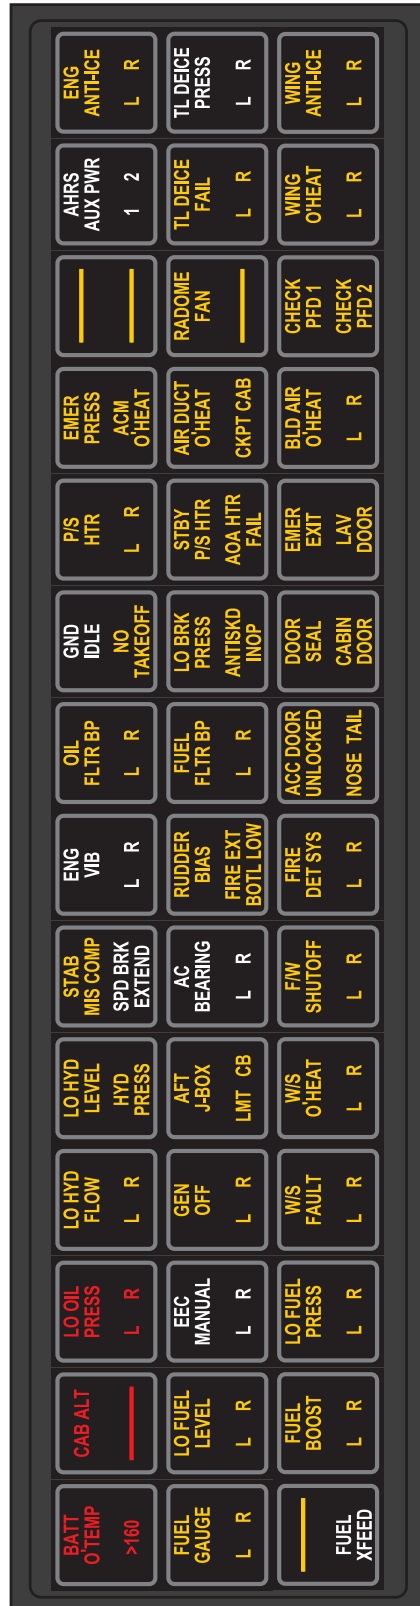 BATT
O'TEMP
>160
CAB ALT
LO OIL
PRESS
L R
LO HYD
FLOW
L R
LO HYD
LEVEL
HYD
PRESS
STAB
MIS COMP
SPD BRK
EXTEND
ENG
VIB
L R
OIL
FLTR BP
L R
GND
IDLE
NO
TAKEOFF
P/S
HTR
L R
EMER
PRESS
ACM
O'HEAT
AHRS
AUX PWR
1 2
ENG
ANTI-ICE
L R
FUEL
GAUGE
L R
LO FUEL
LEVEL
L R
EEC
MANUAL
L R
GEN
OFF
L R
AFT
J-BOX
LMT CB
AC
BEARING
L R
RUDDER
BIAS
FIRE EXT
BOTL LOW
FUEL
FLTR BP
L R
LO BRK
PRESS
ANTISKD
INOP
STBY
P/S HTR
AOA HTR
FAIL
AIR DUCT
O'HEAT
CKPT CAB
RADOME
FAN
TL DEICE
FAIL
L R
TL DEICE
PRESS
L R
FUEL
XFEED
FUEL
BOOST
L R
LO FUEL
PRESS
L R
W/S
FAULT
L R
W/S
O'HEAT
L R
F/W
SHUTOFF
L R
FIRE
DET SYS
L R
ACC DOOR
UNLOCKED
NOSE TAIL
DOOR
SEAL
CABIN
DOOR
EMER
EXIT
LAV
DOOR
BLD AIR
O'HEAT
L R
CHECK
PFD 1
CHECK
PFD 2
WING
O'HEAT
L R
WING
ANTI-ICE
L R